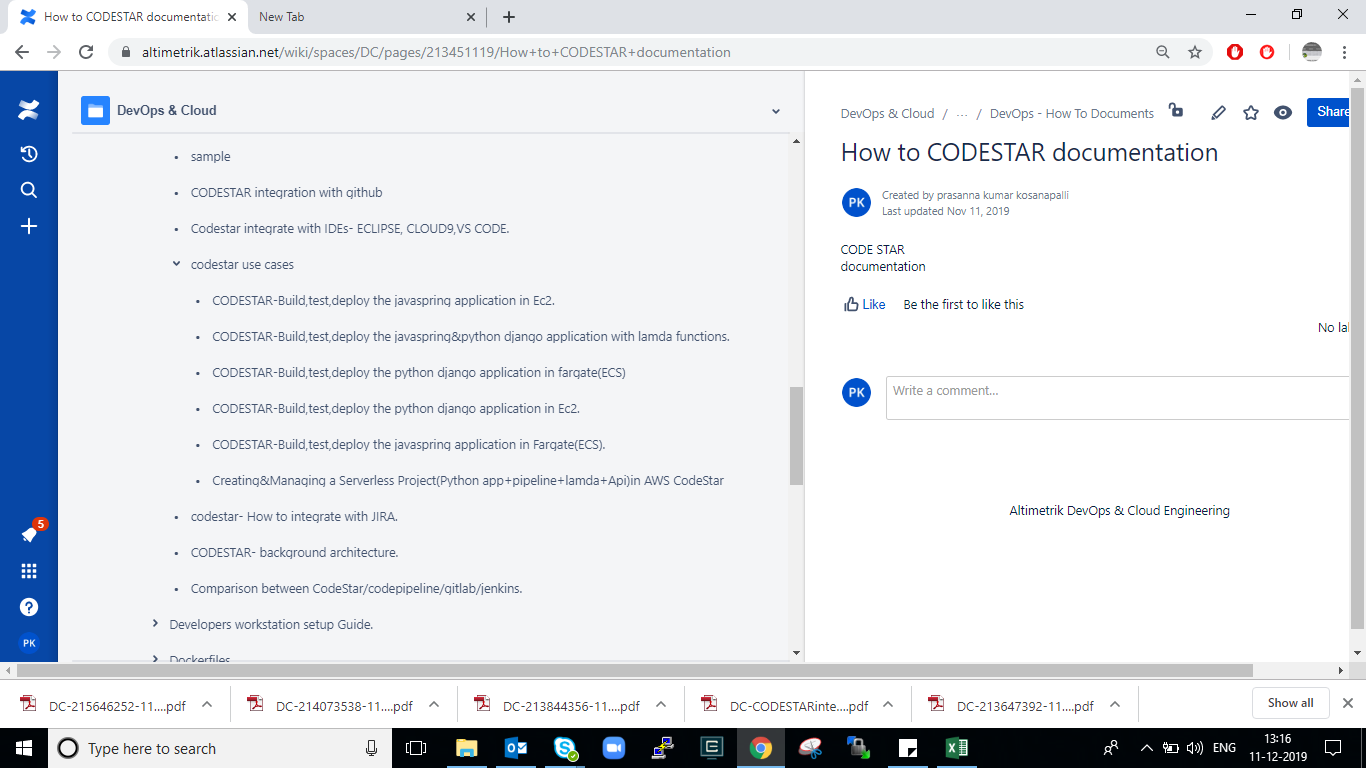 How to CODESTAR documentatic
New Tab
altimetrik.atlassian.net/wiki/spaces/DC/pages/213451119/How+to+CODESTAR+documentation
DevOps & Cloud
sample
CODESTAR integration with github
Codestar integrate with IDEs- ECLIPSE, CLOUD9,VS CODE.
codestar use cases
CODESTAR-Build,test,deploy the javaspring application in Ec2.
CODESTAR-Build,test,deploy the javaspring&python django application with lamda functions.
CODESTAR-Build,test,deploy the python django application in fargate(ECS)
CODESTAR-Build,test,deploy the python django application in Ec2.
CODESTAR-Build,test,deploy the javaspring application in Fargate(ECS).
Creating&Managing a Serverless Project(Python app+pipeline+lamda+Api)in AWS CodeStar
codestar- How to integrate with JIRA.
CODESTAR- background architecture.
Comparison between CodeStar/codepipeline/gitlab/jenkins.
Developers workstation setup Guide.
Dockerfiles
5
PK
DevOps & Cloud / ... / DevOps - How To Documents
Share
How to CODESTAR documentation
PK
Created by prasanna kumar kosanapalli
Last updated Nov 11, 2019
CODE STAR
documentation
Like Be the first to like this
No lal
PK
Write a comment...
Altimetrik DevOps & Cloud Engineering
DC-215646252-11....pdf
DC-214073538-11....pdf
DC-213844356-11....pdf
DC-CODESTARinte....pdf
DC-213647392-11....pdf
Show all
Type here to search
ENG
13:16
11-12-2019